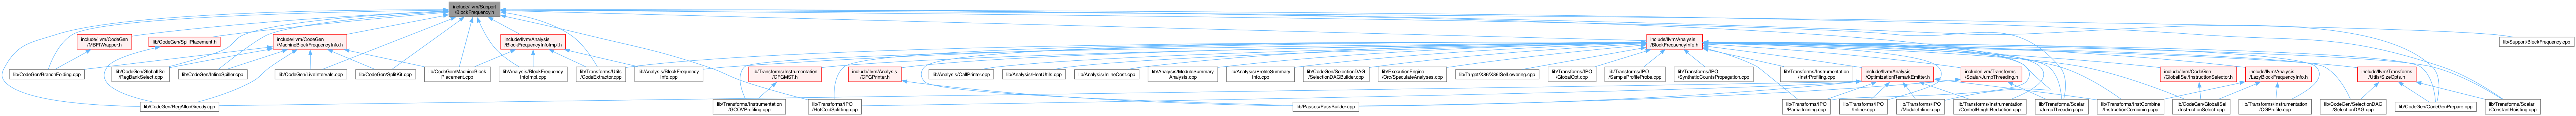 include/llvm/Support
/BlockFrequency.h
include/llvm/CodeGen
/MBFIWrapper.h
lib/CodeGen/SpillPlacement.h
include/llvm/CodeGen
/MachineBlockFrequencyInfo.h
include/llvm/Analysis
/BlockFrequencyInfoImpl.h
include/llvm/Analysis
/BlockFrequencyInfo.h
lib/Support/BlockFrequency.cpp
lib/CodeGen/BranchFolding.cpp
lib/CodeGen/GlobalISel
/RegBankSelect.cpp
lib/CodeGen/InlineSpiller.cpp
lib/CodeGen/LiveIntervals.cpp
lib/CodeGen/SplitKit.cpp
lib/CodeGen/MachineBlock
Placement.cpp
lib/Analysis/BlockFrequency
InfoImpl.cpp
lib/Transforms/Utils
/CodeExtractor.cpp
lib/Analysis/BlockFrequency
Info.cpp
lib/Transforms/Instrumentation
/CFGMST.h
include/llvm/Analysis
/CFGPrinter.h
lib/Analysis/CallPrinter.cpp
lib/Analysis/HeatUtils.cpp
lib/Analysis/InlineCost.cpp
lib/Analysis/ModuleSummary
Analysis.cpp
lib/Analysis/ProfileSummary
Info.cpp
lib/CodeGen/SelectionDAG
/SelectionDAGBuilder.cpp
lib/ExecutionEngine
/Orc/SpeculateAnalyses.cpp
lib/Target/X86/X86ISelLowering.cpp
lib/Transforms/IPO
/GlobalOpt.cpp
lib/Transforms/IPO
/SampleProfileProbe.cpp
lib/Transforms/IPO
/SyntheticCountsPropagation.cpp
lib/Transforms/Instrumentation
/InstrProfiling.cpp
include/llvm/Analysis
/OptimizationRemarkEmitter.h
include/llvm/Transforms
/Scalar/JumpThreading.h
include/llvm/CodeGen
/GlobalISel/InstructionSelector.h
include/llvm/Analysis
/LazyBlockFrequencyInfo.h
include/llvm/Transforms
/Utils/SizeOpts.h
lib/CodeGen/RegAllocGreedy.cpp
lib/Transforms/Instrumentation
/GCOVProfiling.cpp
lib/Transforms/IPO
/HotColdSplitting.cpp
lib/Passes/PassBuilder.cpp
lib/Transforms/IPO
/PartialInlining.cpp
lib/Transforms/IPO
/Inliner.cpp
lib/Transforms/IPO
/ModuleInliner.cpp
lib/Transforms/Instrumentation
/ControlHeightReduction.cpp
lib/Transforms/Scalar
/JumpThreading.cpp
lib/Transforms/InstCombine
/InstructionCombining.cpp
lib/CodeGen/GlobalISel
/InstructionSelect.cpp
lib/Transforms/Instrumentation
/CGProfile.cpp
lib/CodeGen/SelectionDAG
/SelectionDAG.cpp
lib/CodeGen/CodeGenPrepare.cpp
lib/Transforms/Scalar
/ConstantHoisting.cpp